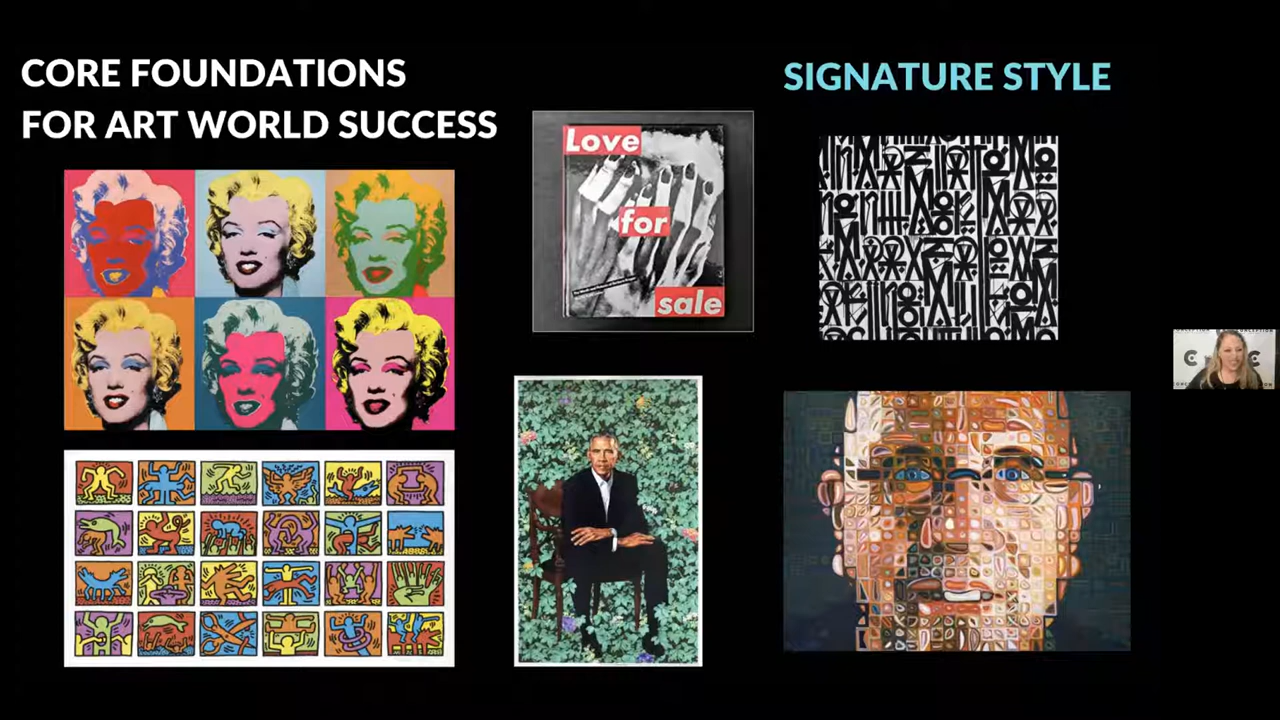 CORE FOUNDATIONS
FOR ART WORLD SUCCESS
SIGNATURE STYLE
Love
for
sale